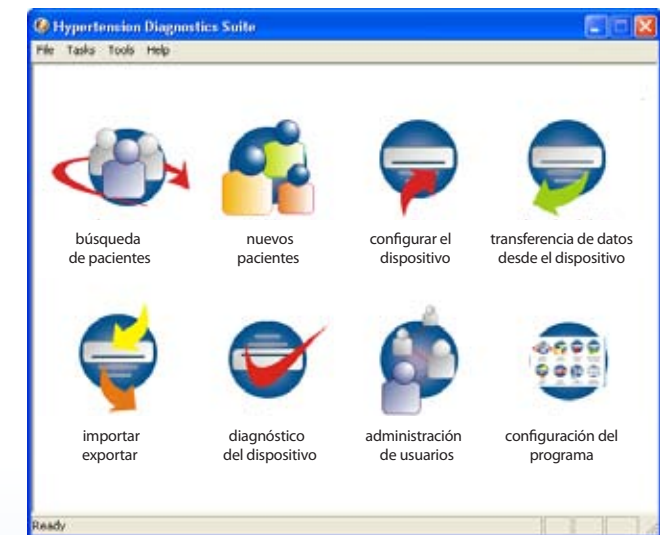 Hypertension Diagnostics Suite
File Tasks Tools Help
búsqueda
de pacientes
nuevos
pacientes
configurar el
dispositivo
transferencia de datos
desde el dispositivo
importar
exportar
diagnóstico
del dispositivo
administración
de usuarios
configuración del
programa
Ready